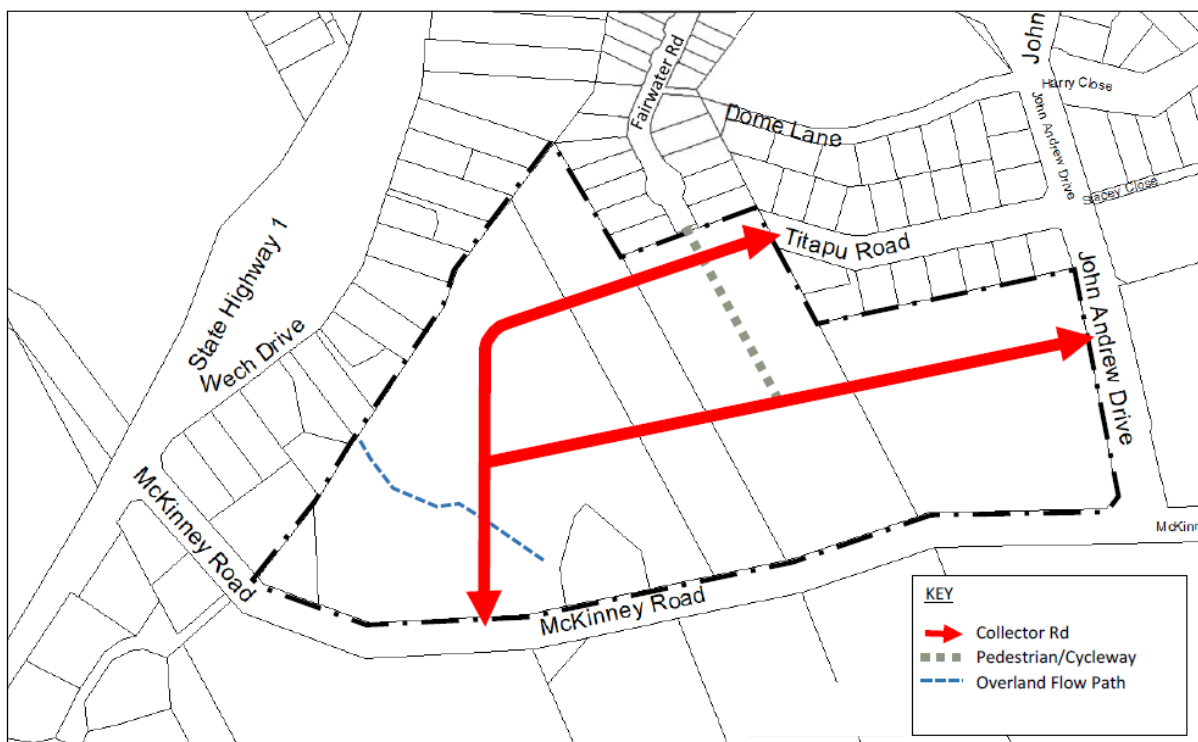 John
Fairwater Rd
Harry Close
Dome Lane
John Andrew Drive
Stacey Close
Titapu Road
State Highway 1
Wech Drive
John Andrew Drive
McKinney Road
McKinn
McKinney Road
KEY
Collector Rd
Pedestrian/Cycleway
Overland Flow Path